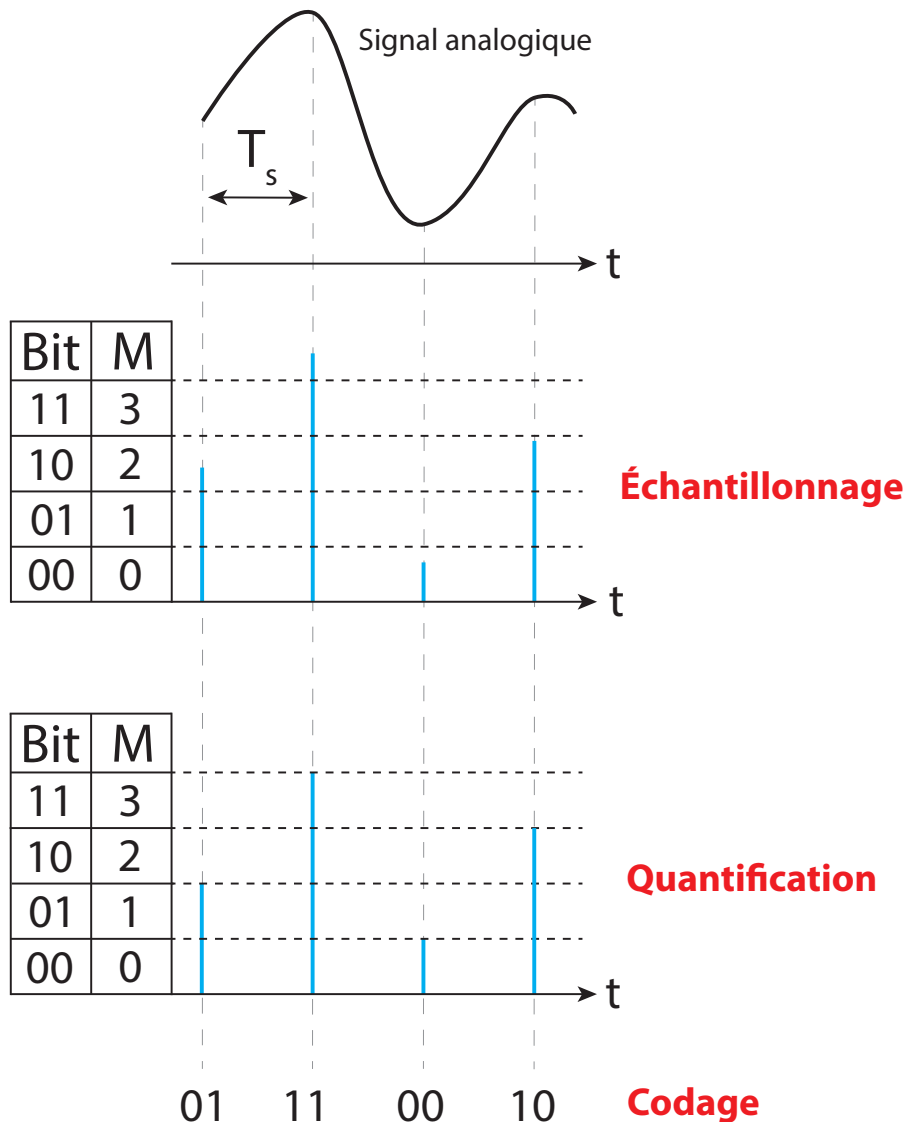 Signal analogique
Ts
t
Bit M
11 3
10 2
01 1
00 0
t
Échantillonnage
Bit M
11 3
10 2
01 1
00 0
t
Quantification
01 11 00 10
Codage